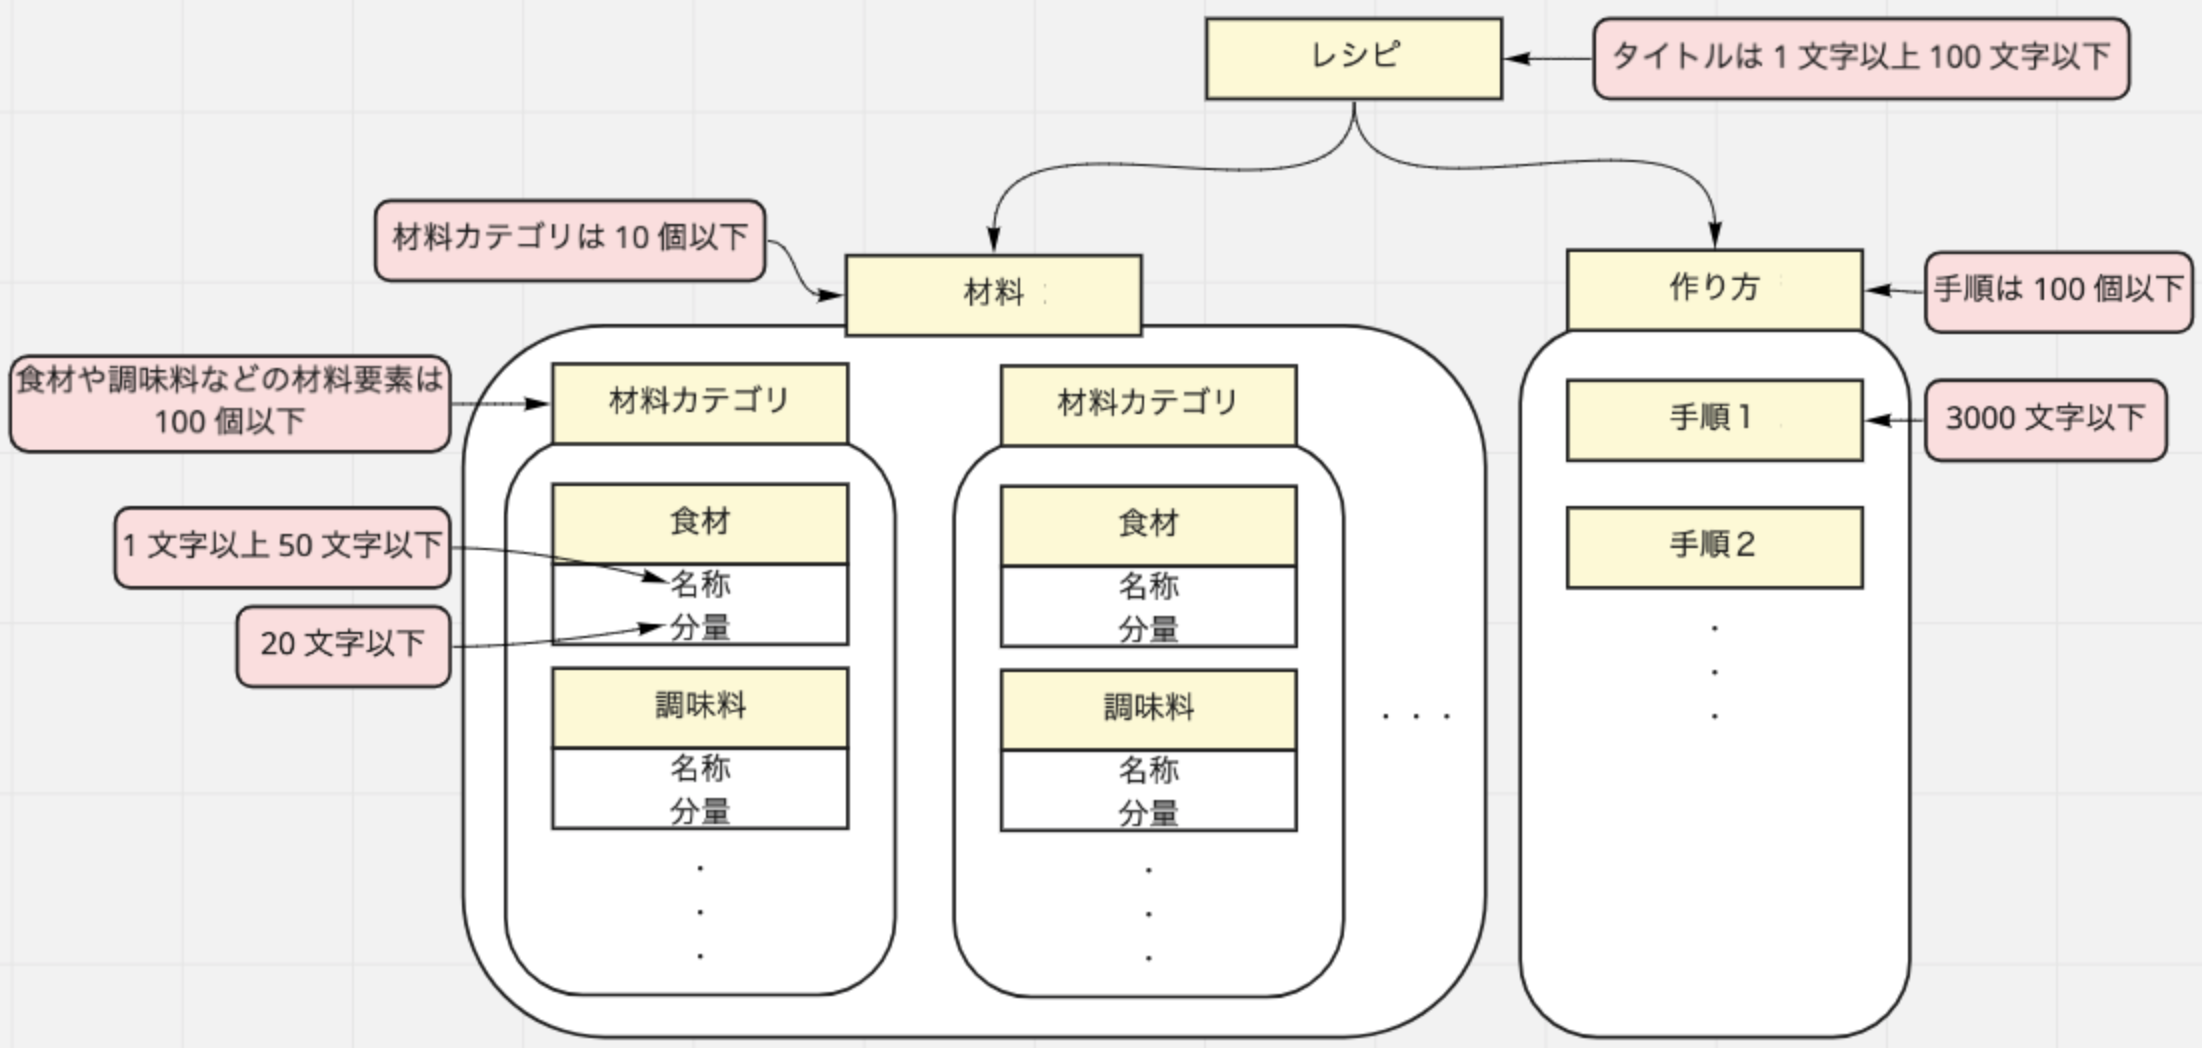 レシピ
タイトルは 1 文字以上 100 文字以下
材料カテゴリは 10 個以下
材料
作り方
手順は 100 個以下
食材や調味料などの材料要素は
100 個以下
材料カテゴリ
材料カテゴリ
手順1
3000 文字以下
1 文字以上 50 文字以下
食材
名称
分量
食材
名称
分量
手順2
20 文字以下
調味料
名称
分量
調味料
名称
分量
. . .